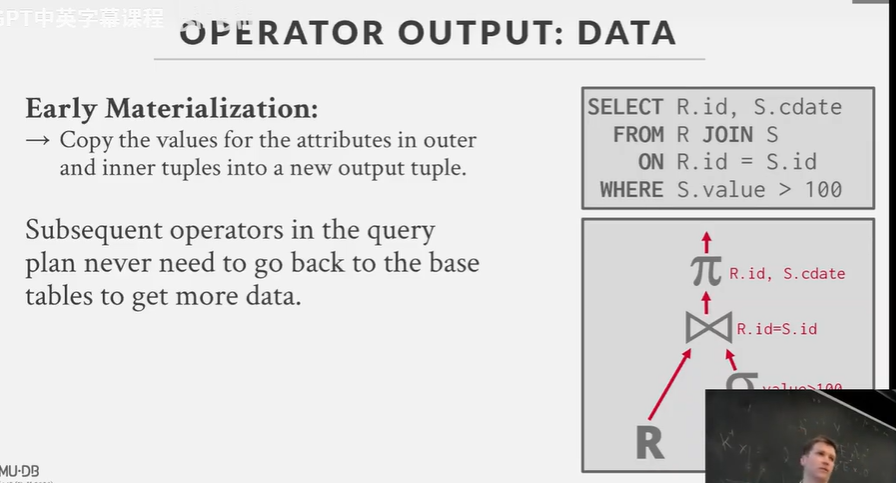 GPT中英字幕课程
OPERATOR OUTPUT: DATA
Early Materialization:
→ Copy the values for the attributes in outer
and inner tuples into a new output tuple.
Subsequent operators in the query
plan never need to go back to the base
tables to get more data.
SELECT R.id, S.cdate
FROM R JOIN S
ON R.id = S.id
WHERE S.value > 100
π R.id, S.cdate
⋈ R.id=S.id
σ value>100
R
MU·DB